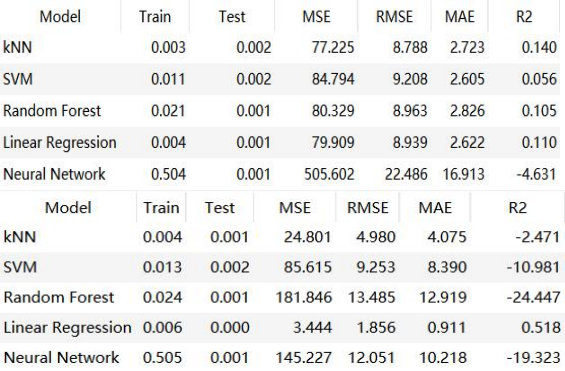 Model Train Test MSE RMSE MAE R2
kNN 0.003 0.002 77.225 8.788 2.723 0.140
SVM 0.011 0.002 84.794 9.208 2.605 0.056
Random Forest 0.021 0.001 80.329 8.963 2.826 0.105
Linear Regression 0.004 0.001 79.909 8.939 2.622 0.110
Neural Network 0.504 0.001 505.602 22.486 16.913 -4.631
Model Train Test MSE RMSE MAE R2
kNN 0.004 0.001 24.801 4.980 4.075 -2.471
SVM 0.013 0.002 85.615 9.253 8.390 -10.981
Random Forest 0.024 0.001 181.846 13.485 12.919 -24.447
Linear Regression 0.006 0.000 3.444 1.856 0.911 0.518
Neural Network 0.505 0.001 145.227 12.051 10.218 -19.323